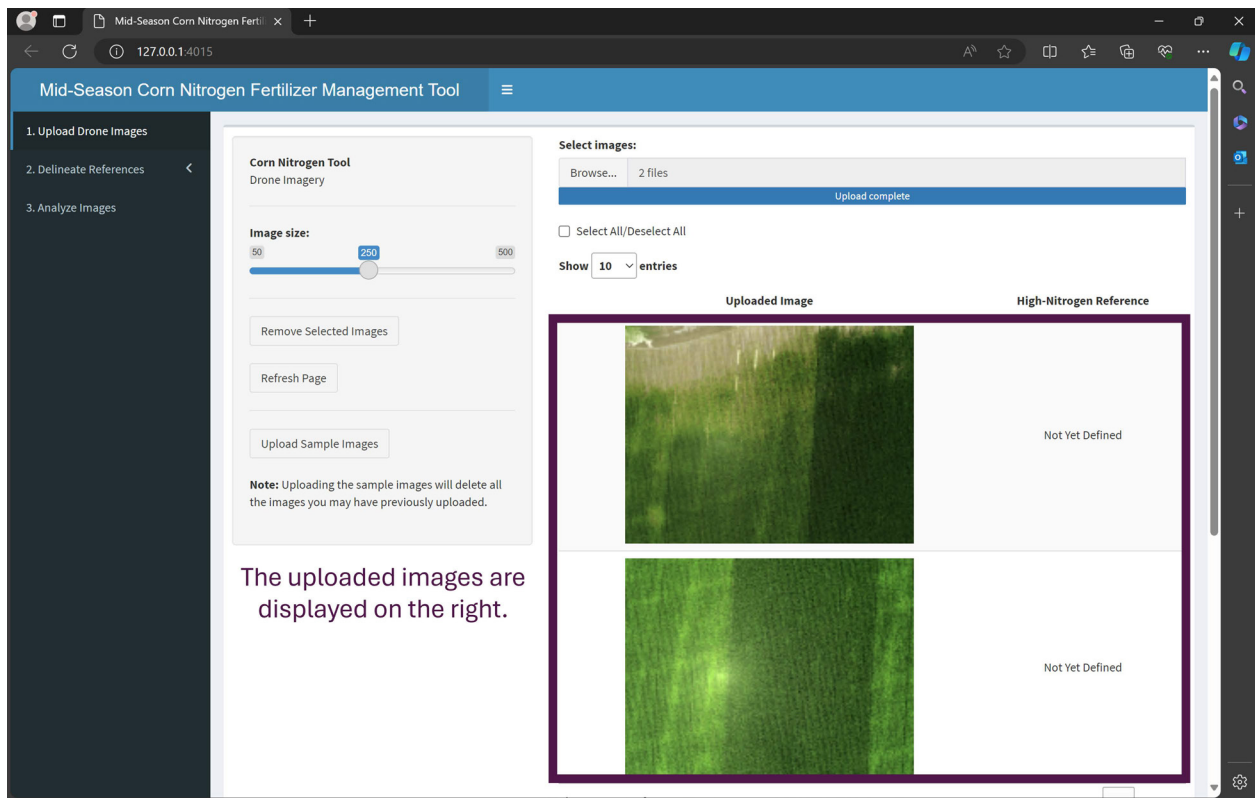 Mid-Season Corn Nitrogen Fertil
127.0.0.1:4015
Mid-Season Corn Nitrogen Fertilizer Management Tool
1. Upload Drone Images
2. Delineate References
3. Analyze Images
Corn Nitrogen Tool
Drone Imagery
Image size:
50
250
500
Remove Selected Images
Refresh Page
Upload Sample Images
Note: Uploading the sample images will delete all
the images you may have previously uploaded.
The uploaded images are
displayed on the right.
Select images:
Browse... 2 files
Upload complete
Select All/Deselect All
Show 10 entries
Uploaded Image High-Nitrogen Reference
Not Yet Defined
Not Yet Defined